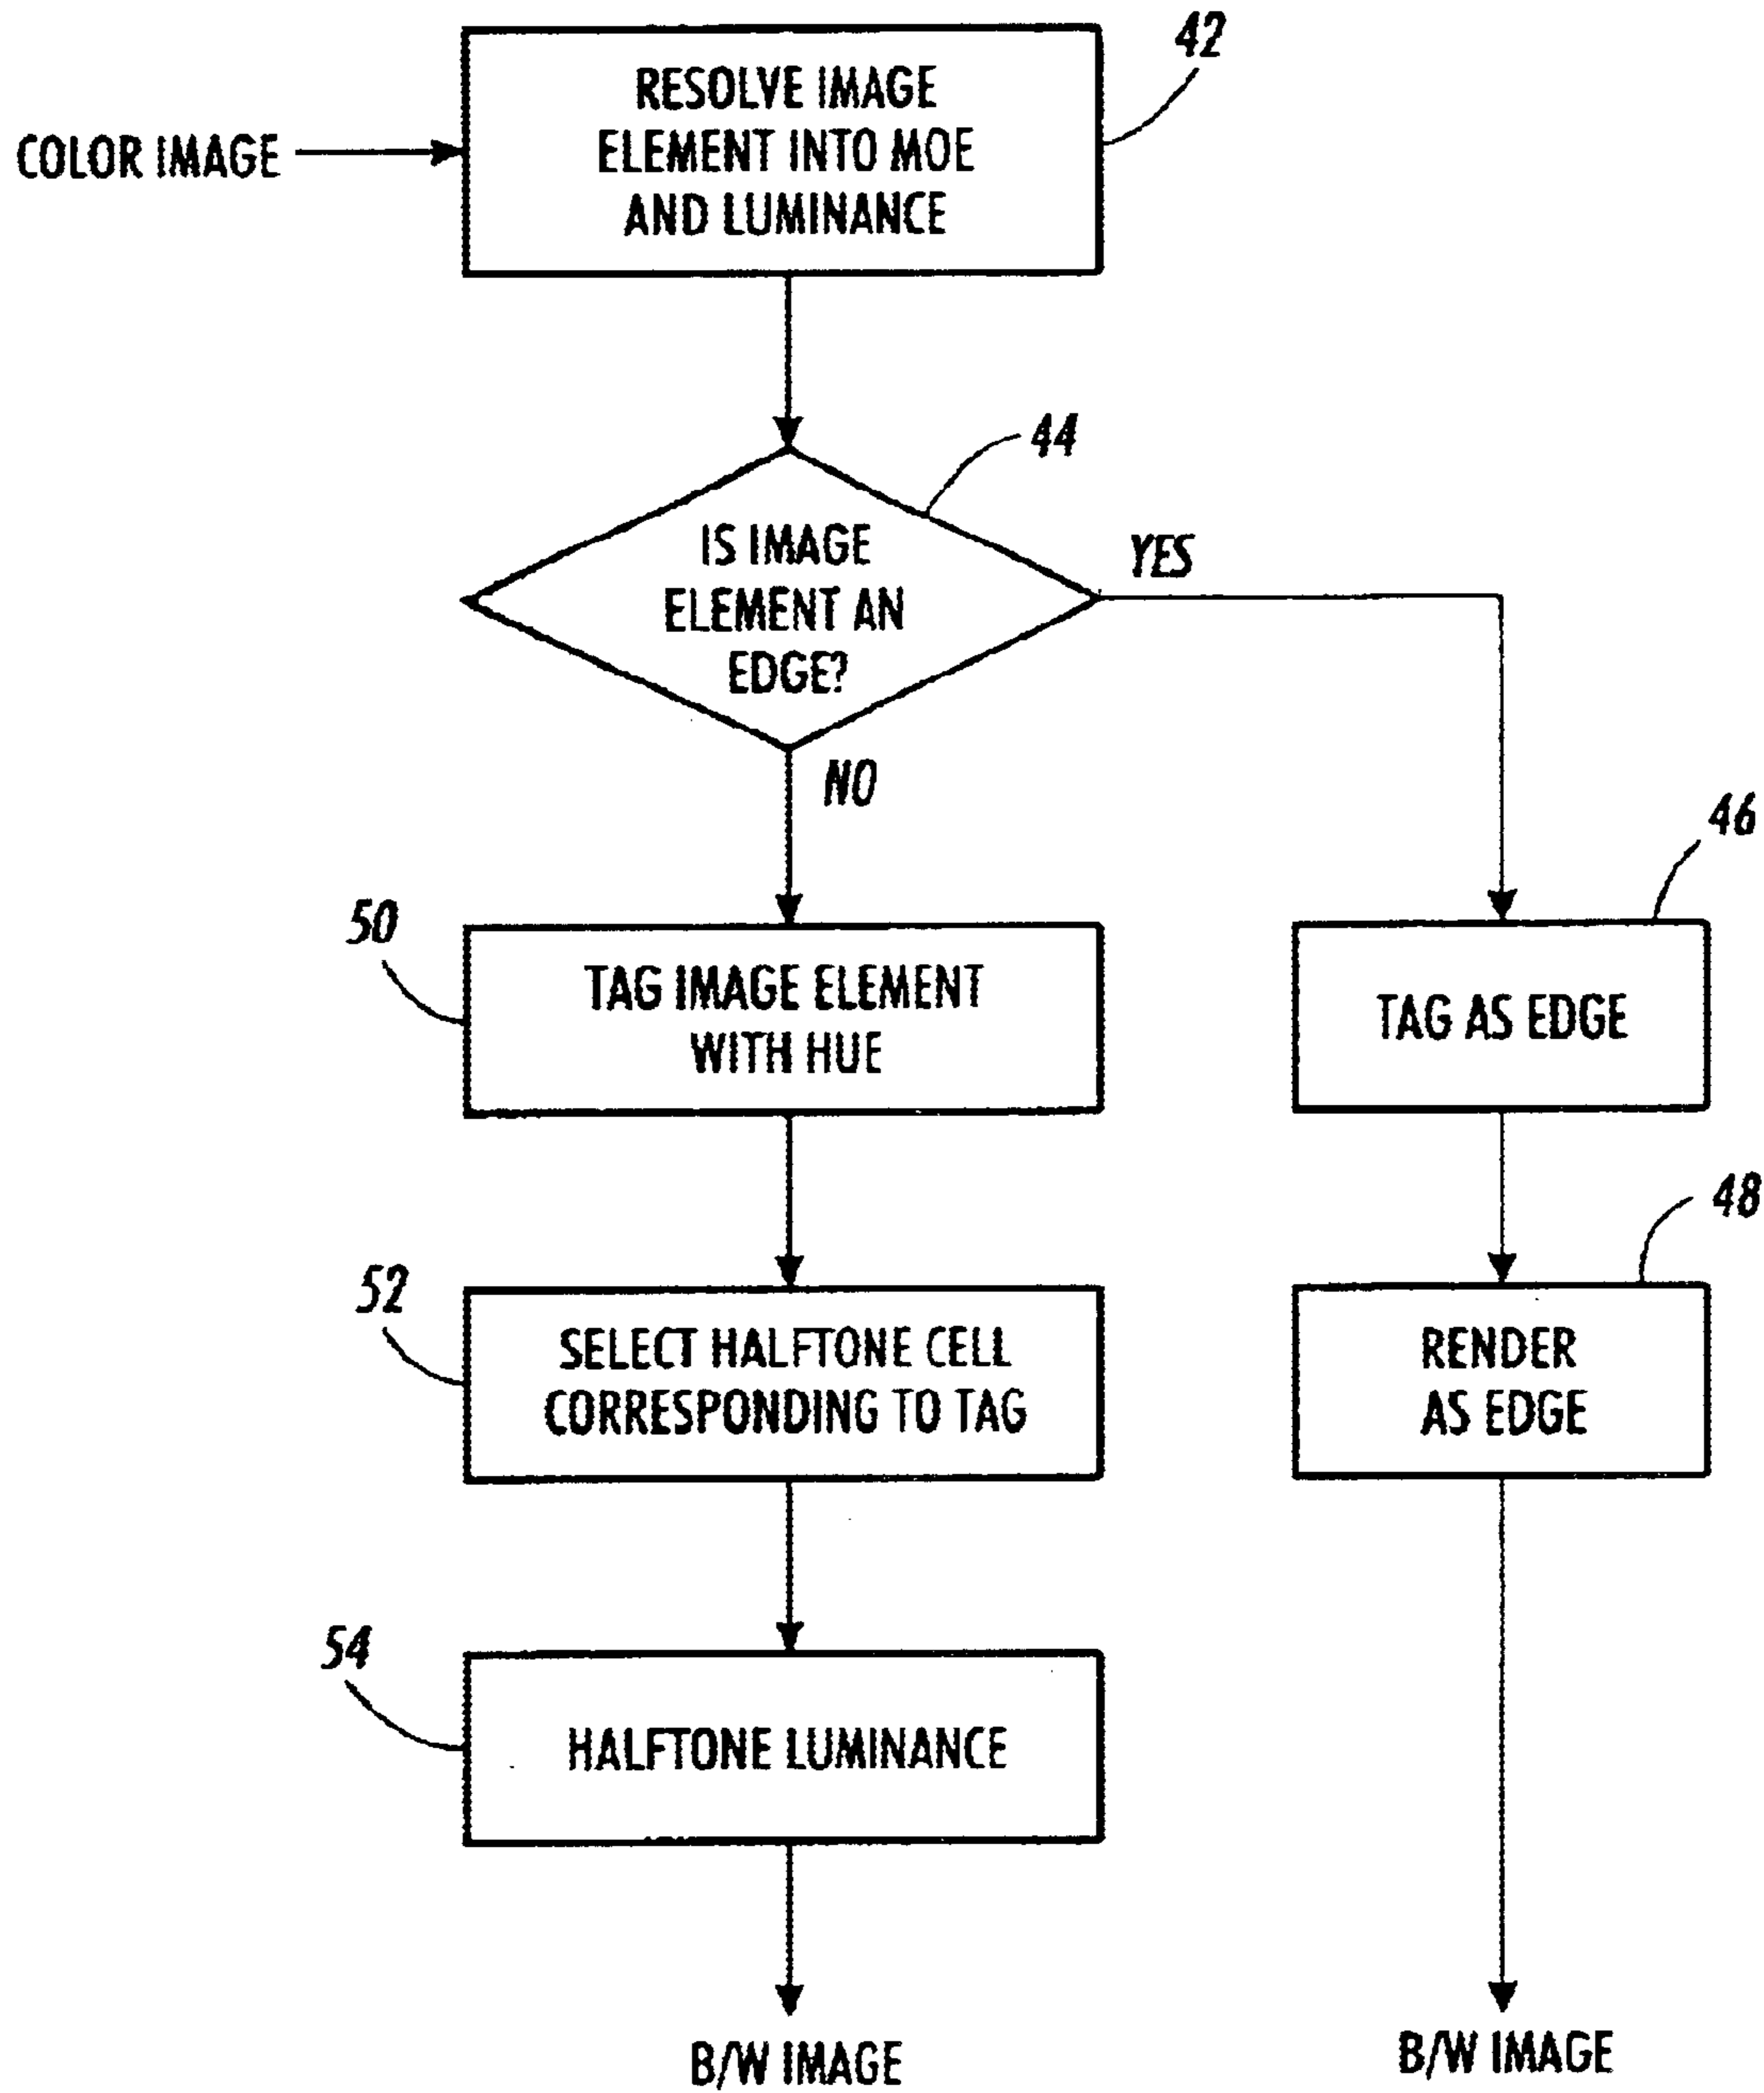 42
RESOLVE IMAGE
ELEMENT INTO MOE
AND LUMINANCE
COLOR IMAGE
44
IS IMAGE
ELEMENT AN
EDGE?
YES
NO
46
50
TAG IMAGE ELEMENT
WITH HUE
TAG AS EDGE
48
52
SELECT HALFTONE CELL
CORRESPONDING TO TAG
RENDER
AS EDGE
54
HALFTONE LUMINANCE
B/W IMAGE
B/W IMAGE